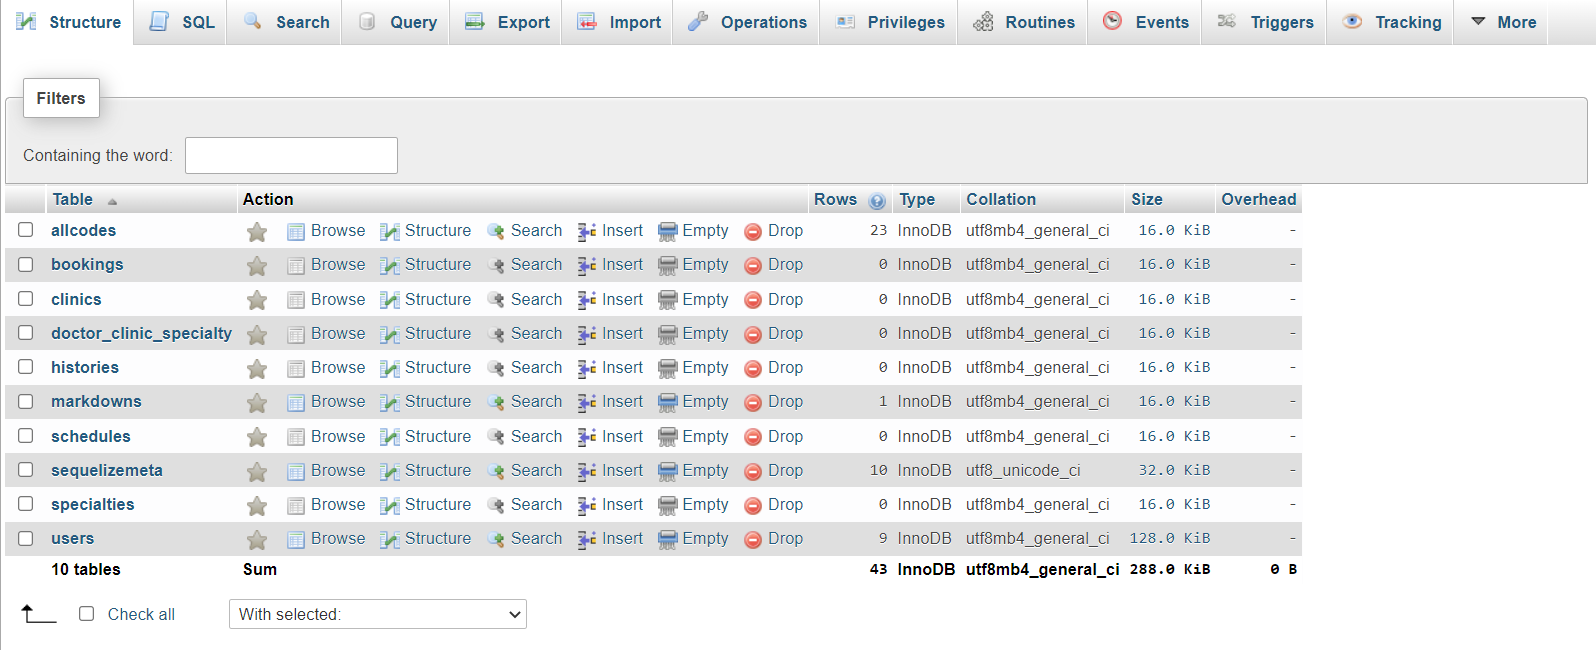 Structure SQL Search Query Export Import Operations Privileges Routines Events Triggers Tracking More
Filters
Containing the word:
Table Action Rows Type Collation Size Overhead
allcodes Browse Structure Search Insert Empty Drop 23 InnoDB utf8mb4_general_ci 16.0 KiB -
bookings Browse Structure Search Insert Empty Drop 0 InnoDB utf8mb4_general_ci 16.0 KiB -
clinics Browse Structure Search Insert Empty Drop 0 InnoDB utf8mb4_general_ci 16.0 KiB -
doctor_clinic_specialty Browse Structure Search Insert Empty Drop 0 InnoDB utf8mb4_general_ci 16.0 KiB -
histories Browse Structure Search Insert Empty Drop 0 InnoDB utf8mb4_general_ci 16.0 KiB -
markdowns Browse Structure Search Insert Empty Drop 1 InnoDB utf8mb4_general_ci 16.0 KiB -
schedules Browse Structure Search Insert Empty Drop 0 InnoDB utf8mb4_general_ci 16.0 KiB -
sequelizemeta Browse Structure Search Insert Empty Drop 10 InnoDB utf8_unicode_ci 32.0 KiB -
specialties Browse Structure Search Insert Empty Drop 0 InnoDB utf8mb4_general_ci 16.0 KiB -
users Browse Structure Search Insert Empty Drop 9 InnoDB utf8mb4_general_ci 128.0 KiB -
10 tables Sum 43 InnoDB utf8mb4_general_ci 288.0 KiB 0 B
Check all With selected: